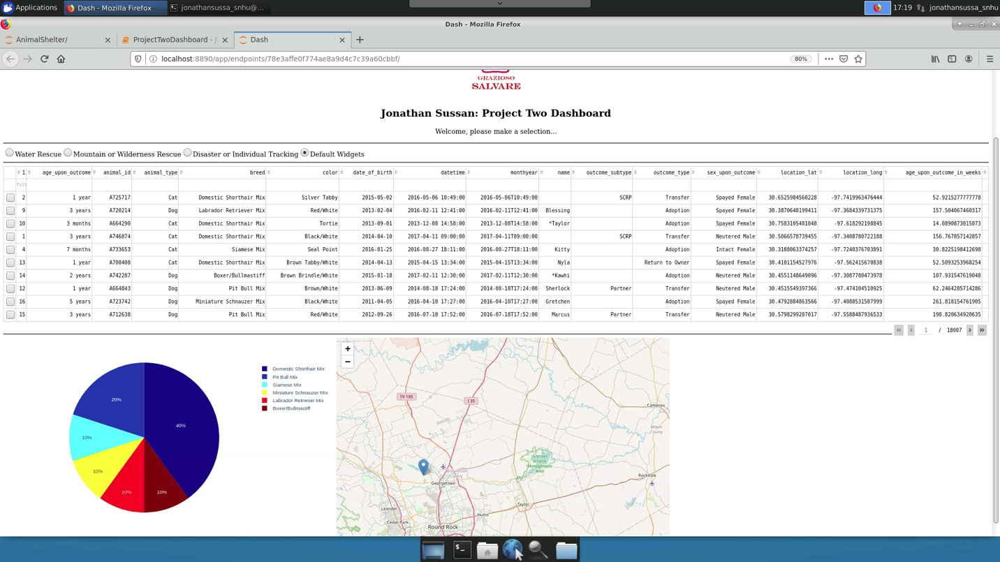 Applications Dash - Mozilla Firefox jonathansussa_snhu@... 17:19 jonathansussa_snhu
Dash - Mozilla Firefox
AnimalShelter/ ProjectTwoDashboard - J Dash
localhost:8890/app/endpoints/78e3affe0f774ae8a9d4c7c39a60cbbf/ 80%
GRAZIOSO
SALVARE
Jonathan Sussan: Project Two Dashboard
Welcome, please make a selection...
Water Rescue Mountain or Wilderness Rescue Disaster or Individual Tracking Default Widgets
1 age_upon_outcome animal_id animal_type breed color date_of_birth datetime monthyear name outcome_subtype outcome_type sex_upon_outcome location_lat location_long age_upon_outcome_in_weeks
filt
2 1 year A725717 Cat Domestic Shorthair Mix Silver Tabby 2015-05-02 2016-05-06 10:49:00 2016-05-06T10:49:00 SCRP Transfer Spayed Female 30.6525984560228 -97.7419963476444 52.9215277777778
9 3 years A720214 Dog Labrador Retriever Mix Red/White 2013-02-04 2016-02-11 12:41:00 2016-02-11T12:41:00 Blessing Adoption Spayed Female 30.3870648199411 -97.3684339731375 157.504067460317
10 3 months A664290 Cat Domestic Shorthair Mix Tortie 2013-09-01 2013-12-08 14:58:00 2013-12-08T14:58:00 *Taylor Adoption Spayed Female 30.7583105481048 -97.618292198845 14.0890873015873
1 3 years A746874 Cat Domestic Shorthair Mix Black/White 2014-04-10 2017-04-11 09:00:00 2017-04-11T09:00:00 SCRP Transfer Neutered Male 30.5066578739455 -97.3408780722188 156.767857142857
4 7 months A733653 Cat Siamese Mix Seal Point 2016-01-25 2016-08-27 18:11:00 2016-08-27T18:11:00 Kitty Adoption Intact Female 30.3188063374257 -97.7240376703891 30.8225198412698
13 1 year A700408 Cat Domestic Shorthair Mix Brown Tabby/White 2014-04-13 2015-04-15 13:34:00 2015-04-15T13:34:00 Nyla Return to Owner Spayed Female 30.4101154527976 -97.562415670838 52.5093253968254
14 2 years A742287 Dog Boxer/Bullmastiff Brown Brindle/White 2015-01-18 2017-02-11 12:30:00 2017-02-11T12:30:00 *Kawhi Adoption Neutered Male 30.4551148649096 -97.3087780473978 107.931547619048
12 1 year A664843 Dog Pit Bull Mix Brown/White 2013-06-09 2014-08-18 17:24:00 2014-08-18T17:24:00 Sherlock Partner Transfer Neutered Male 30.4515549397366 -97.474104510925 62.2464285714286
16 5 years A723742 Dog Miniature Schnauzer Mix Black/White 2011-04-05 2016-04-10 17:27:00 2016-04-10T17:27:00 Gretchen Adoption Spayed Female 30.4792884863566 -97.4088531587999 261.818154761905
15 3 years A712638 Dog Pit Bull Mix Red/White 2012-09-26 2016-07-18 17:52:00 2016-07-18T17:52:00 Marcus Partner Transfer Neutered Male 30.5798299207017 -97.5588487936533 198.820634920635
« ‹ 1 / 18007 › »
Domestic Shorthair Mix
Pit Bull Mix
Siamese Mix
Miniature Schnauzer Mix
Labrador Retriever Mix
Boxer/Bullmastiff
20%
40%
10%
10%
10%
10%
+
−
TX 195
I 35
Cameron
Milam
County
Granger
Wildlife
Management
Area
Williamson
County
Georgetown
Rockdale
Leander
Taylor
Hutto
Cedar Park
Round Rock
$-